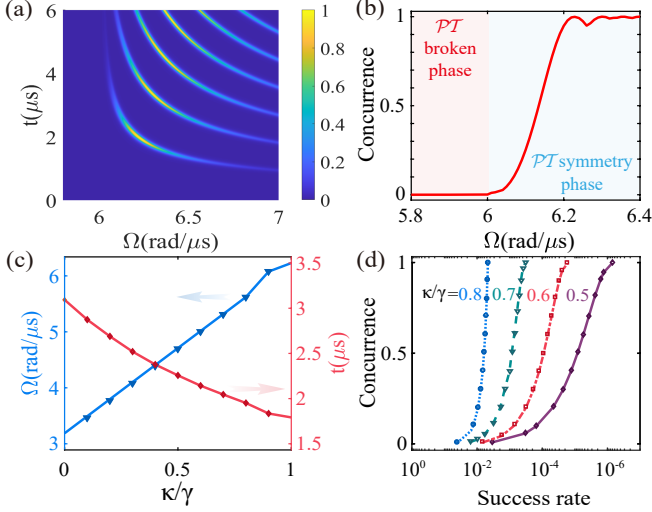 (a)
6
4
2
0
t(μs)
6
6.5
7
Ω(rad/μs)
1
0.8
0.6
0.4
0.2
0
(b)
1
0.5
0
Concurrence
PT
broken
phase
PT symmetry
phase
5.8
6
6.2
6.4
Ω(rad/μs)
(c)
6
5
4
3
Ω(rad/μs)
3.5
3
2.5
2
1.5
t(μs)
0
0.5
1
κ/γ
(d)
1
0.5
0
Concurrence
κ/γ=0.8
0.7
0.6
0.5
10⁰
10⁻²
10⁻⁴
10⁻⁶
Success rate